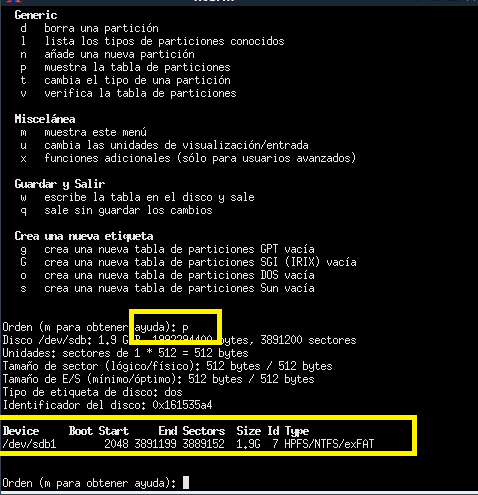 Generic
d borra una partición
l lista los tipos de particiones conocidos
n añade una nueva partición
p muestra la tabla de particiones
t cambia el tipo de una partición
v verifica la tabla de particiones
Miscelánea
m muestra este menú
u cambia las unidades de visualización/entrada
x funciones adicionales (sólo para usuarios avanzados)
Guardar y Salir
w escribe la tabla en el disco y sale
q sale sin guardar los cambios
Crea una nueva etiqueta
g crea una nueva tabla de particiones GPT vacía
G crea una nueva tabla de particiones SGI (IRIX) vacía
o crea una nueva tabla de particiones DOS vacía
s crea una nueva tabla de particiones Sun vacía
Orden (m para obtener ayuda): p
Disco /dev/sdb: 1.9 bytes, 3891200 sectores
Unidades: sectores de 1 * 512 = 512 bytes
Tamaño de sector (lógico/físico): 512 bytes / 512 bytes
Tamaño de E/S (mínimo/óptimo): 512 bytes / 512 bytes
Tipo de etiqueta de disco: dos
Identificador del disco: 0x161535a4
Device Boot Start End Sectors Size Id Type
/dev/sdb1 2048 3891199 3889152 1.9G 7 HPFS/NTFS/exFAT
Orden (m para obtener ayuda):